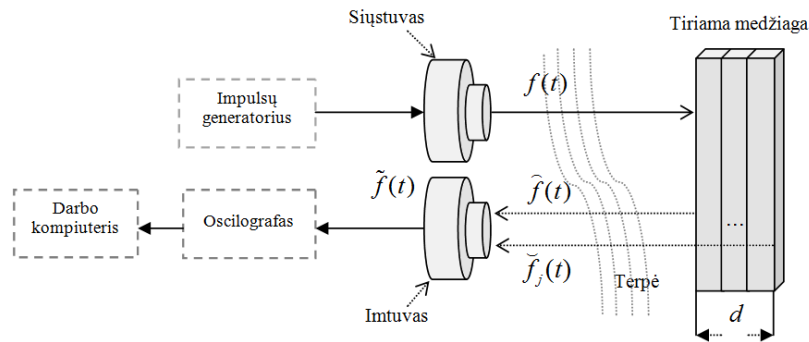 Siųstuvas
Tiriama medžiaga
Impulsų
generatorius
f(t)
f̃(t)
f̑(t)
Darbo
kompiuteris
Oscilografas
...
f̆ⱼ(t)
Terpė
Imtuvas
d